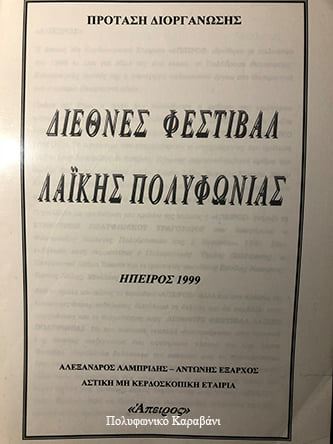 ΠΡΟΤΑΣΗ ΔΙΟΡΓΑΝΩΣΗΣ
ΔΙΕΘΝΕΣ ΦΕΣΤΙΒΑΛ
ΛΑΪΚΗΣ ΠΟΛΥΦΩΝΙΑΣ
ΗΠΕΙΡΟΣ 1999
ΑΛΕΞΑΝΔΡΟΣ ΛΑΜΠΡΙΔΗΣ – ΑΝΤΩΝΗΣ ΕΞΑΡΧΟΣ
ΑΣΤΙΚΗ ΜΗ ΚΕΡΔΟΣΚΟΠΙΚΗ ΕΤΑΙΡΙΑ
«Άπειρος»
Πολυφωνικό Καραβάνι